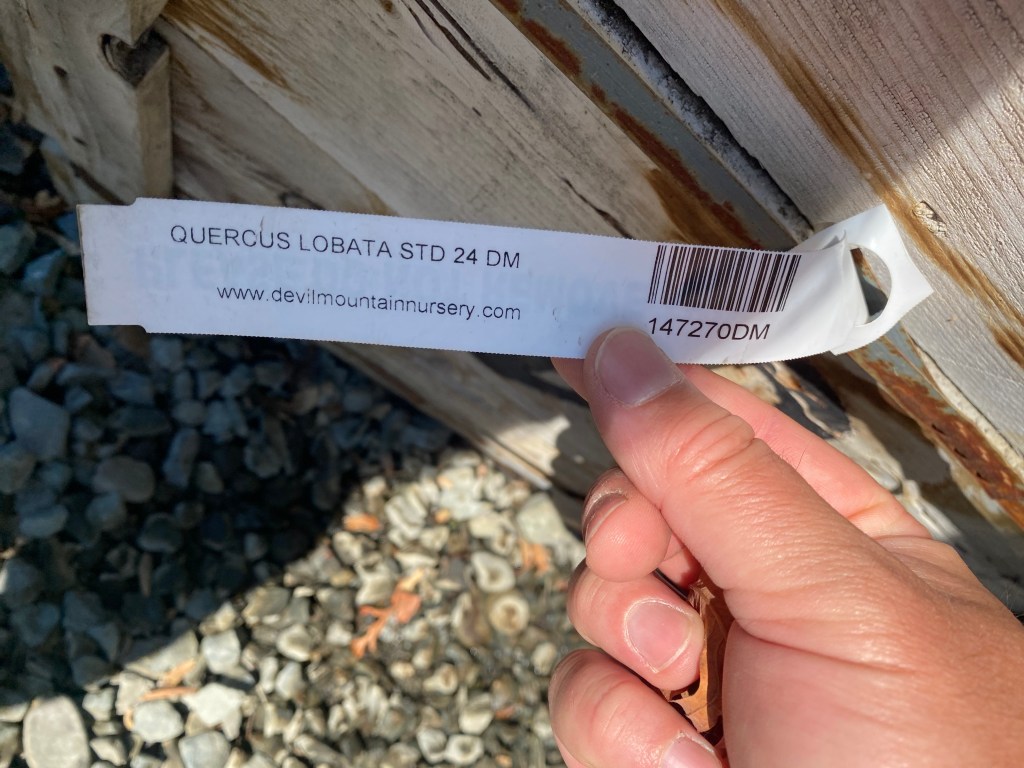 QUERCUS LOBATA STD 24 DM
www.devilmountainnursery.com
147270DM